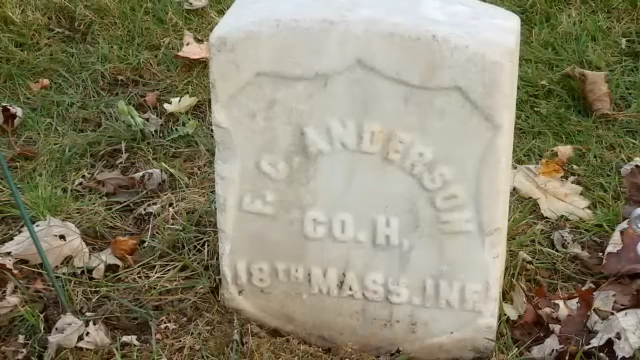 F. C. ANDERSON
CO. H,
18TH MASS. INF.